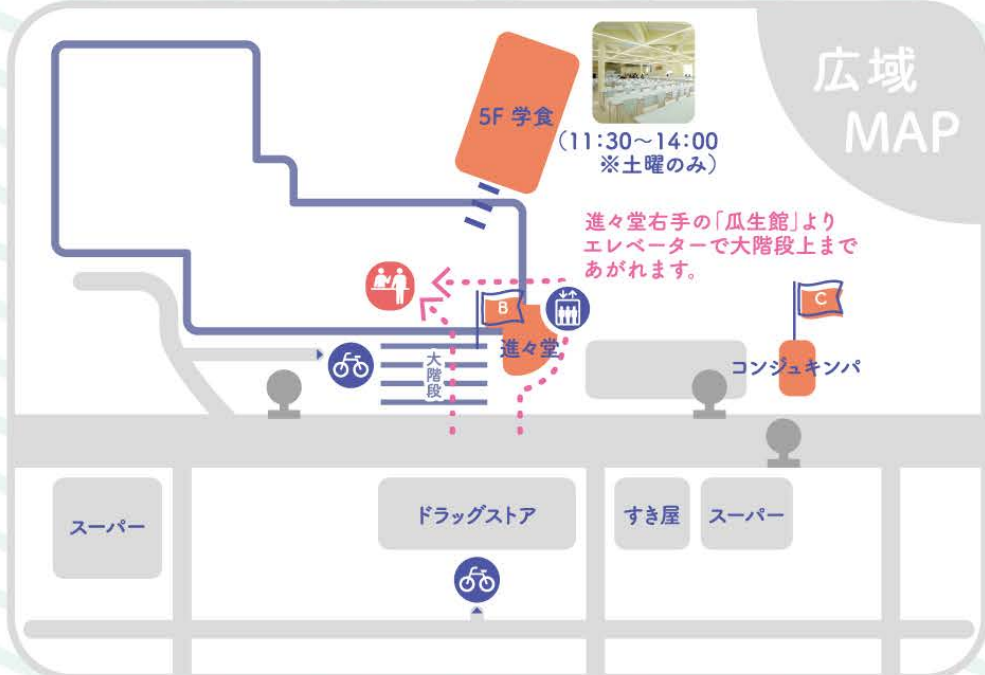 広域
MAP
5F 学食
(11:30〜14:00
※土曜のみ)
進々堂右手の「瓜生館」より
エレベーターで大階段上まで
あがれます。
B
C
進々堂
大階段
コンジュキンパ
スーパー
ドラッグストア
すき屋
スーパー